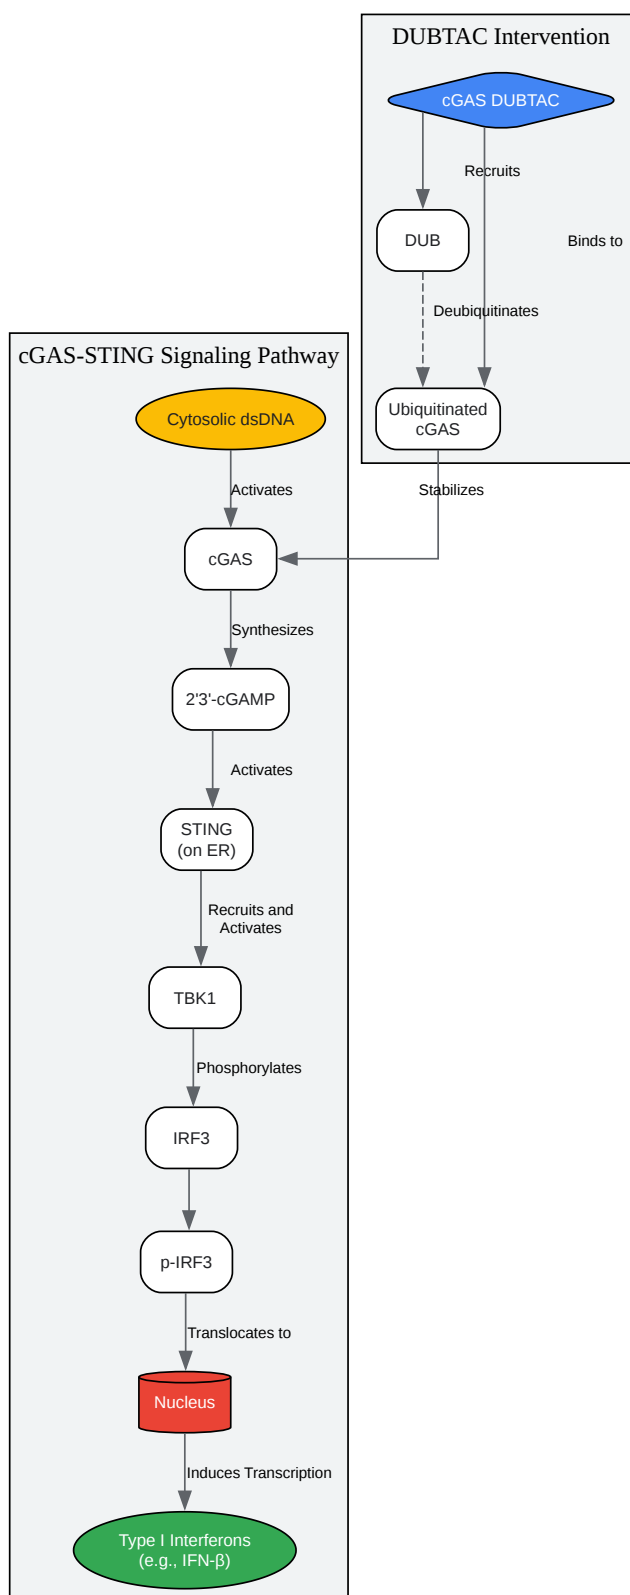 DUBTAC Intervention
cGAS DUBTAC
Recruits
DUB
Binds to
Deubiquitinates
Ubiquitinated
cGAS
Stabilizes
cGAS-STING Signaling Pathway
Cytosolic dsDNA
Activates
cGAS
Synthesizes
2'3'-cGAMP
Activates
STING
(on ER)
Recruits and
Activates
TBK1
Phosphorylates
IRF3
p-IRF3
Translocates to
Nucleus
Induces Transcription
Type I Interferons
(e.g., IFN-β)